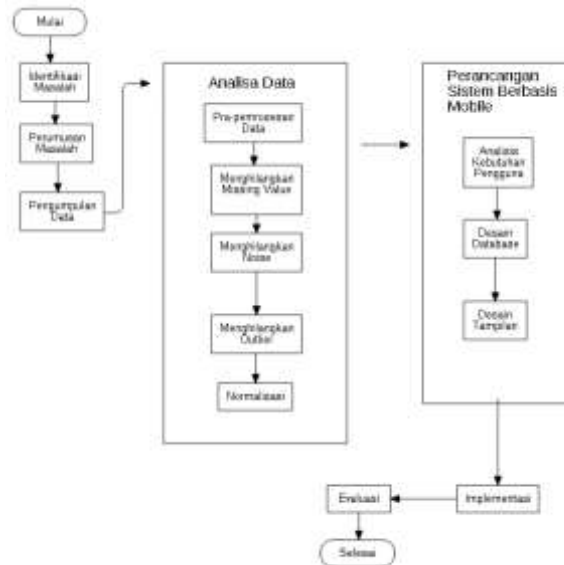 Mulai
Identifikasi
Masalah
Perumusan
Masalah
Pengumpulan
Data
Analisa Data
Pra-pemrosesan
Data
Menghilangkan
Missing Value
Menghilangkan
Noise
Menghilangkan
Outlier
Normalisasi
Perancangan
Sistem Berbasis
Mobile
Analisis
Kebutuhan
Pengguna
Desain
Database
Desain
Tampilan
Implementasi
Evaluasi
Selesai